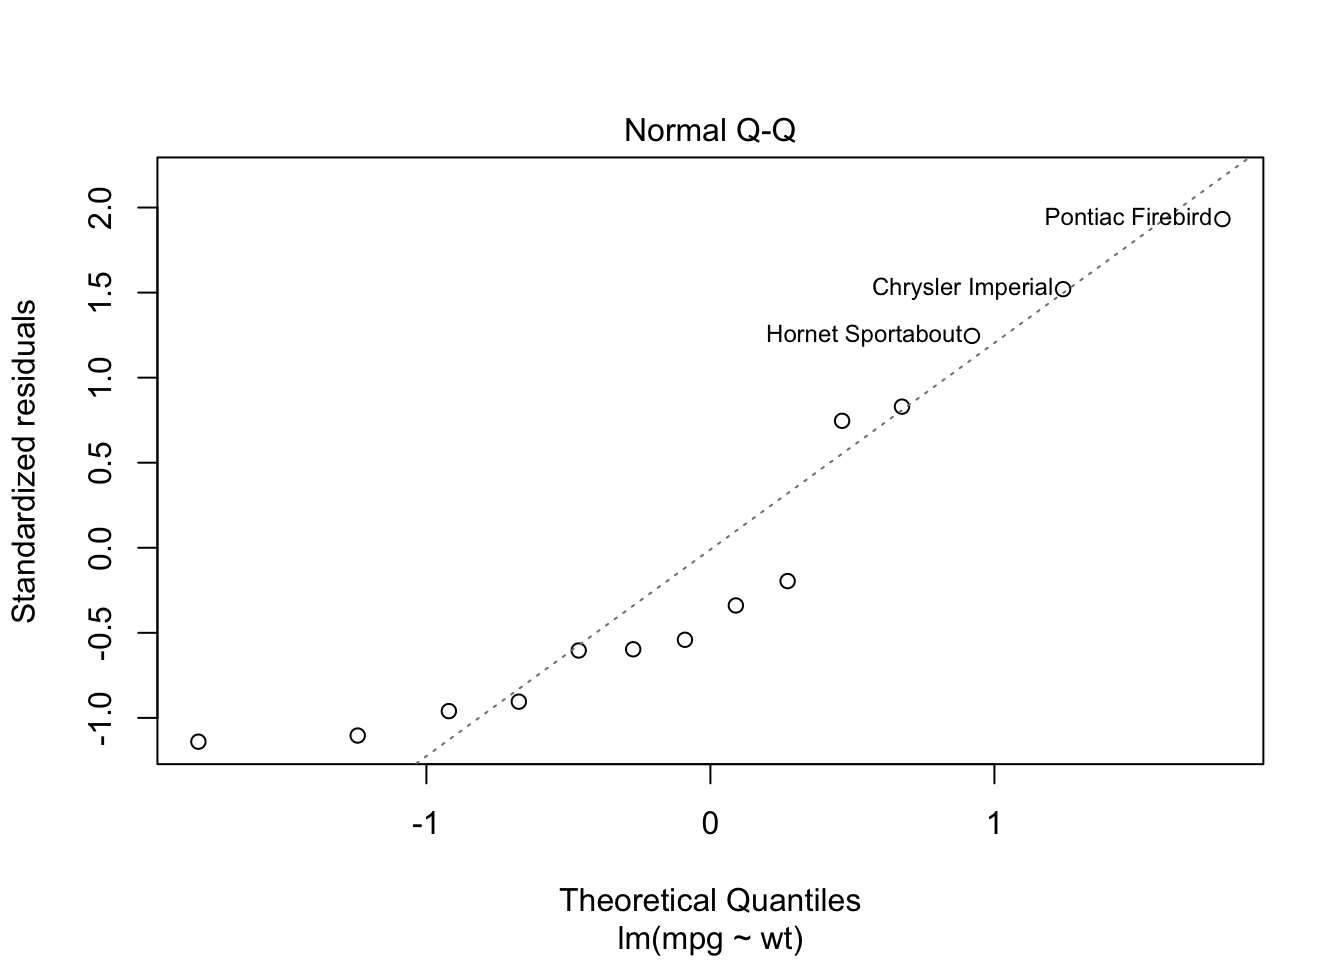 Normal Q-Q
Standardized residuals
2.0
1.5
1.0
0.5
0.0
-0.5
-1.0
Pontiac Firebird
Chrysler Imperial
Hornet Sportabout
-1 0 1
Theoretical Quantiles
lm(mpg ~ wt)